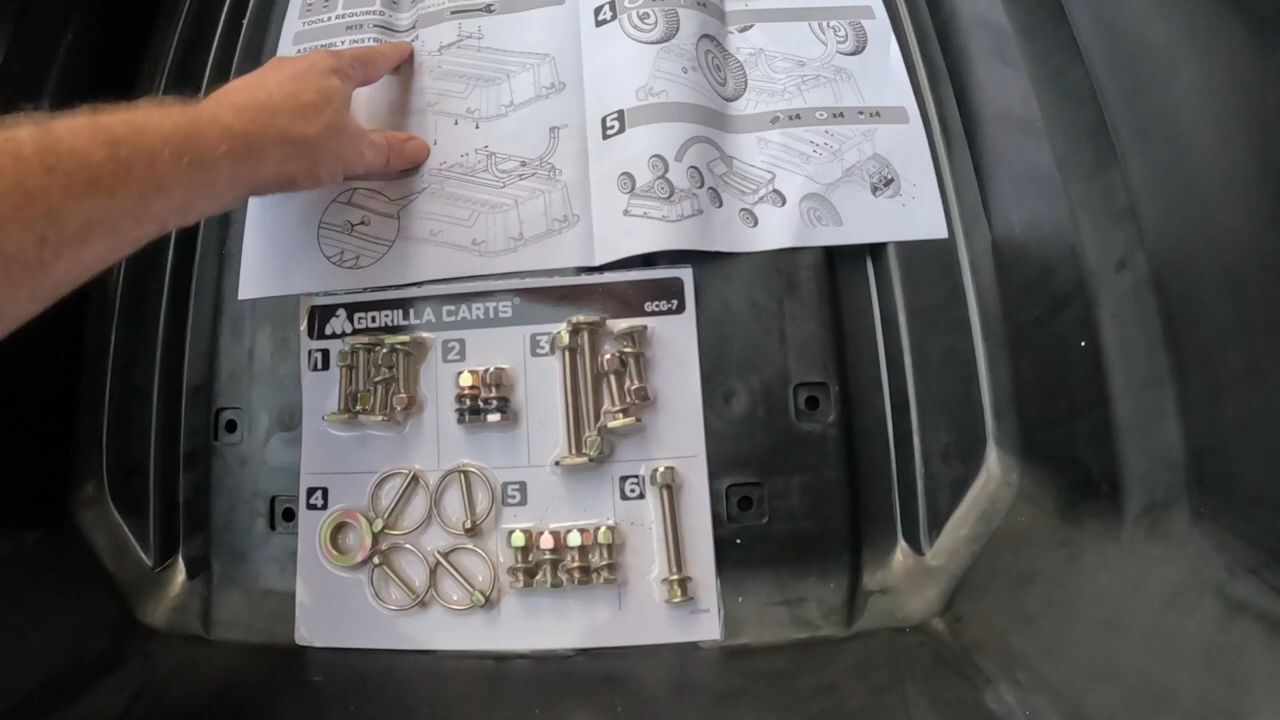 TOOLS REQUIRED •
M13
ASSEMBLY
4
x4
5
x4 x4 x4
GORILLA CARTS®
GCG-7
1
2
3
4
5
6